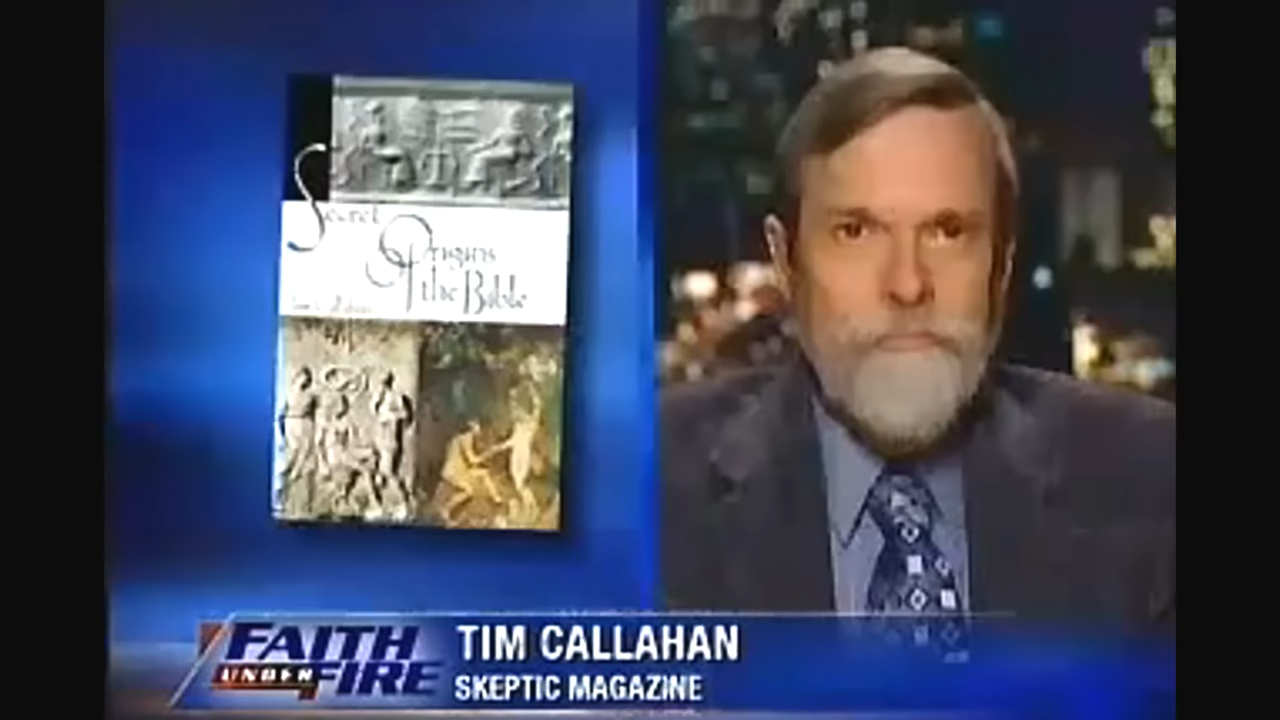 Secret
Origins
of the Bible
FAITH
UNDER
FIRE
TIM CALLAHAN
SKEPTIC MAGAZINE